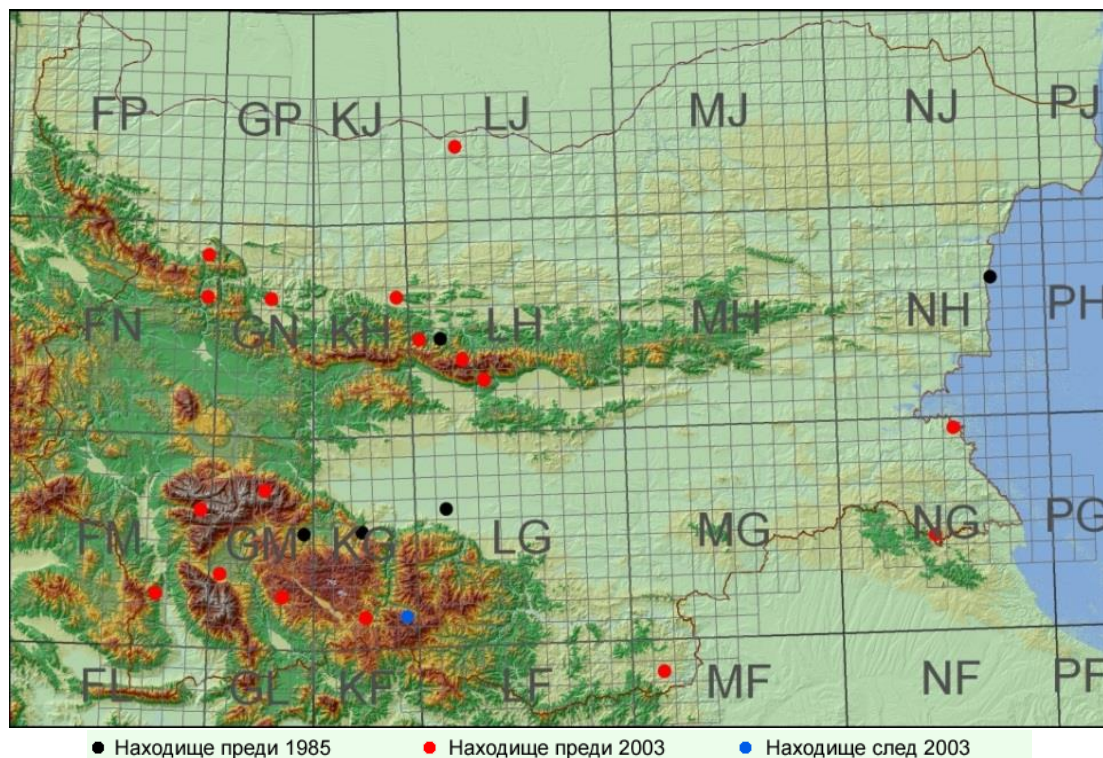 FP GP KJ LJ MJ NJ PJ
FN GN KH LH MH NH PH
FM GM KG LG MG NG PG
FL GL KF LF MF NF PF
Находище преди 1985 Находище преди 2003 Находище след 2003